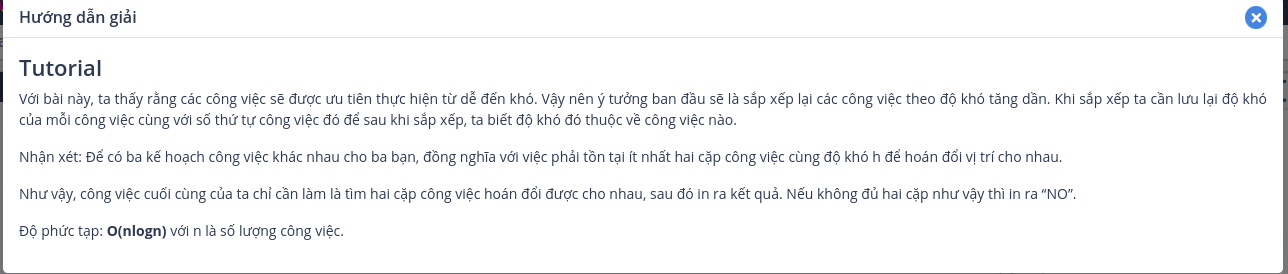 Hướng dẫn giải
Tutorial
Với bài này, ta thấy rằng các công việc sẽ được ưu tiên thực hiện từ dễ đến khó. Vậy nên ý tưởng ban đầu sẽ là sắp xếp lại các công việc theo độ khó tăng dần. Khi sắp xếp ta cần lưu lại độ khó
của mỗi công việc cùng với số thứ tự công việc đó để sau khi sắp xếp, ta biết độ khó đó thuộc về công việc nào.
Nhận xét: Để có ba kế hoạch công việc khác nhau cho ba bạn, đồng nghĩa với việc phải tồn tại ít nhất hai cặp công việc cùng độ khó h để hoán đổi vị trí cho nhau.
Như vậy, công việc cuối cùng của ta chỉ cần làm là tìm hai cặp công việc hoán đổi được cho nhau, sau đó in ra kết quả. Nếu không đủ hai cặp như vậy thì in ra “NO”.
Độ phức tạp: O(nlogn) với n là số lượng công việc.